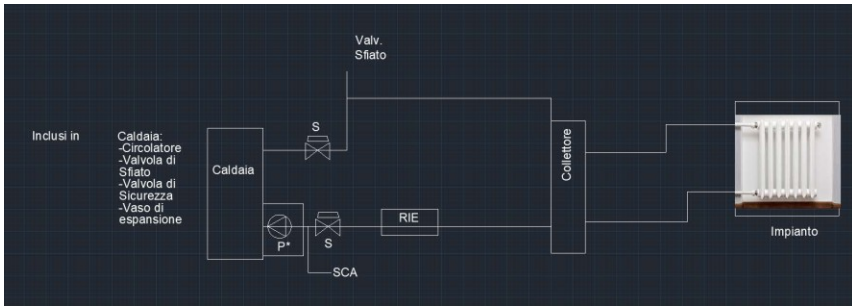 Valv.
Sfiato
Inclusi in
Caldaia:
-Circolatore
-Valvola di
Sfiato
-Valvola di
Sicurezza
-Vaso di
espansione
S
Caldaia
Collettore
RIE
P*
S
SCA
Impianto